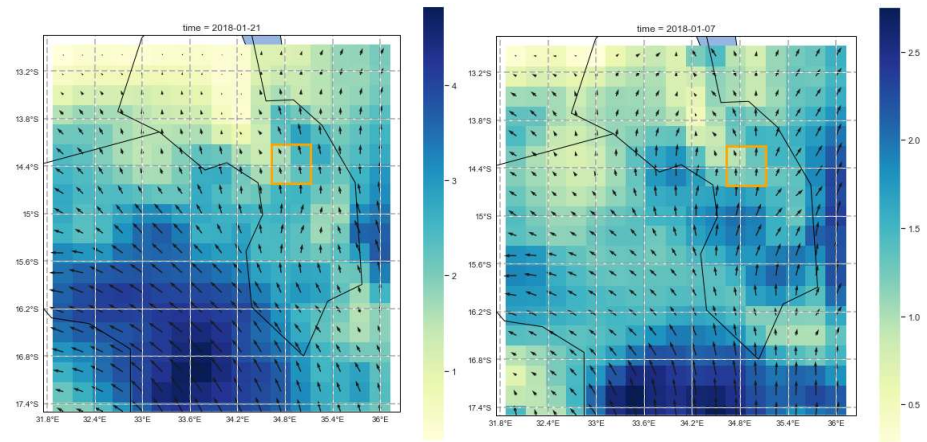 time = 2018-01-21
13.2°S
13.8°S
14.4°S
15°S
15.6°S
16.2°S
16.8°S
17.4°S
31.8°E 32.4°E 33°E 33.6°E 34.2°E 34.8°E 35.4°E 36°E
4
3
2
1
time = 2018-01-07
13.2°S
13.8°S
14.4°S
15°S
15.6°S
16.2°S
16.8°S
17.4°S
31.8°E 32.4°E 33°E 33.6°E 34.2°E 34.8°E 35.4°E 36°E
2.5
2.0
1.5
1.0
0.5